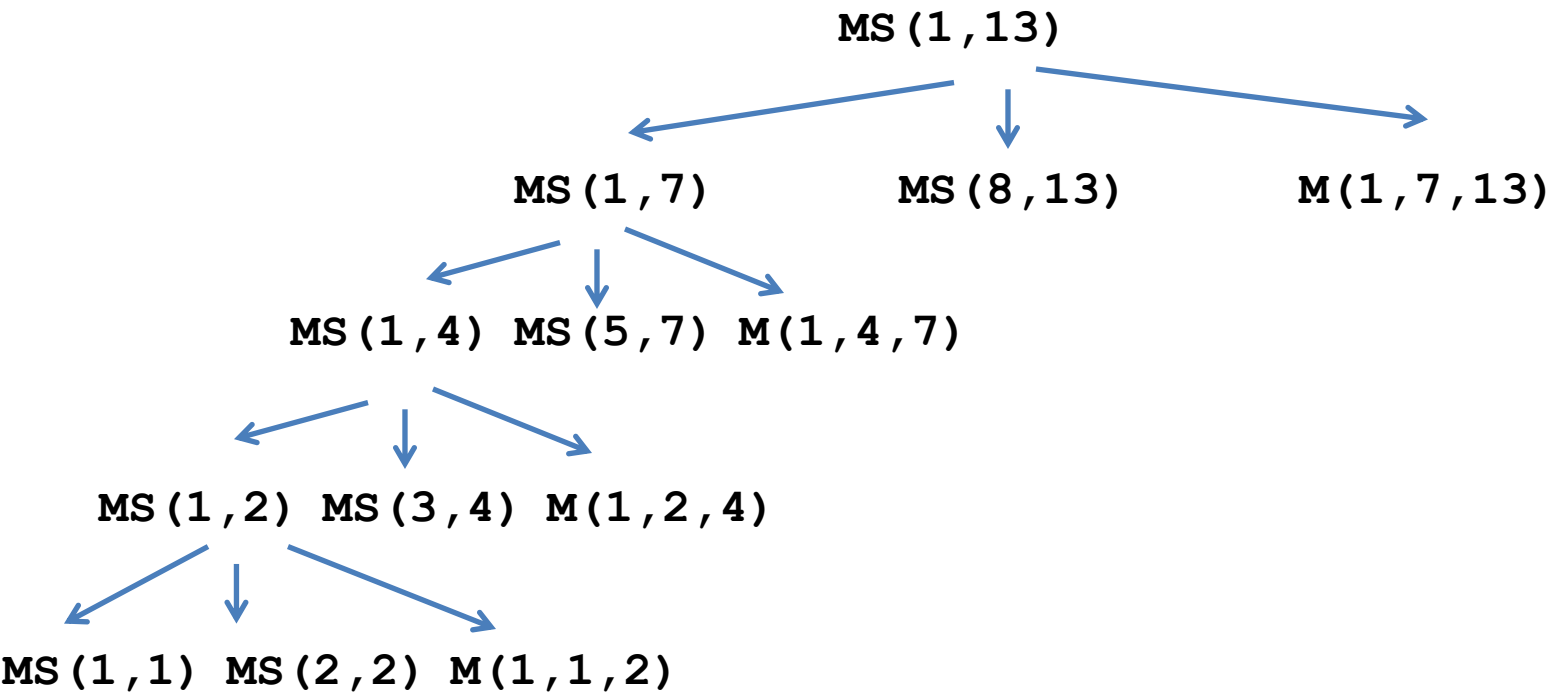 MS(1,13)
MS(1,7) MS(8,13) M(1,7,13)
MS(1,4) MS(5,7) M(1,4,7)
MS(1,2) MS(3,4) M(1,2,4)
MS(1,1) MS(2,2) M(1,1,2)